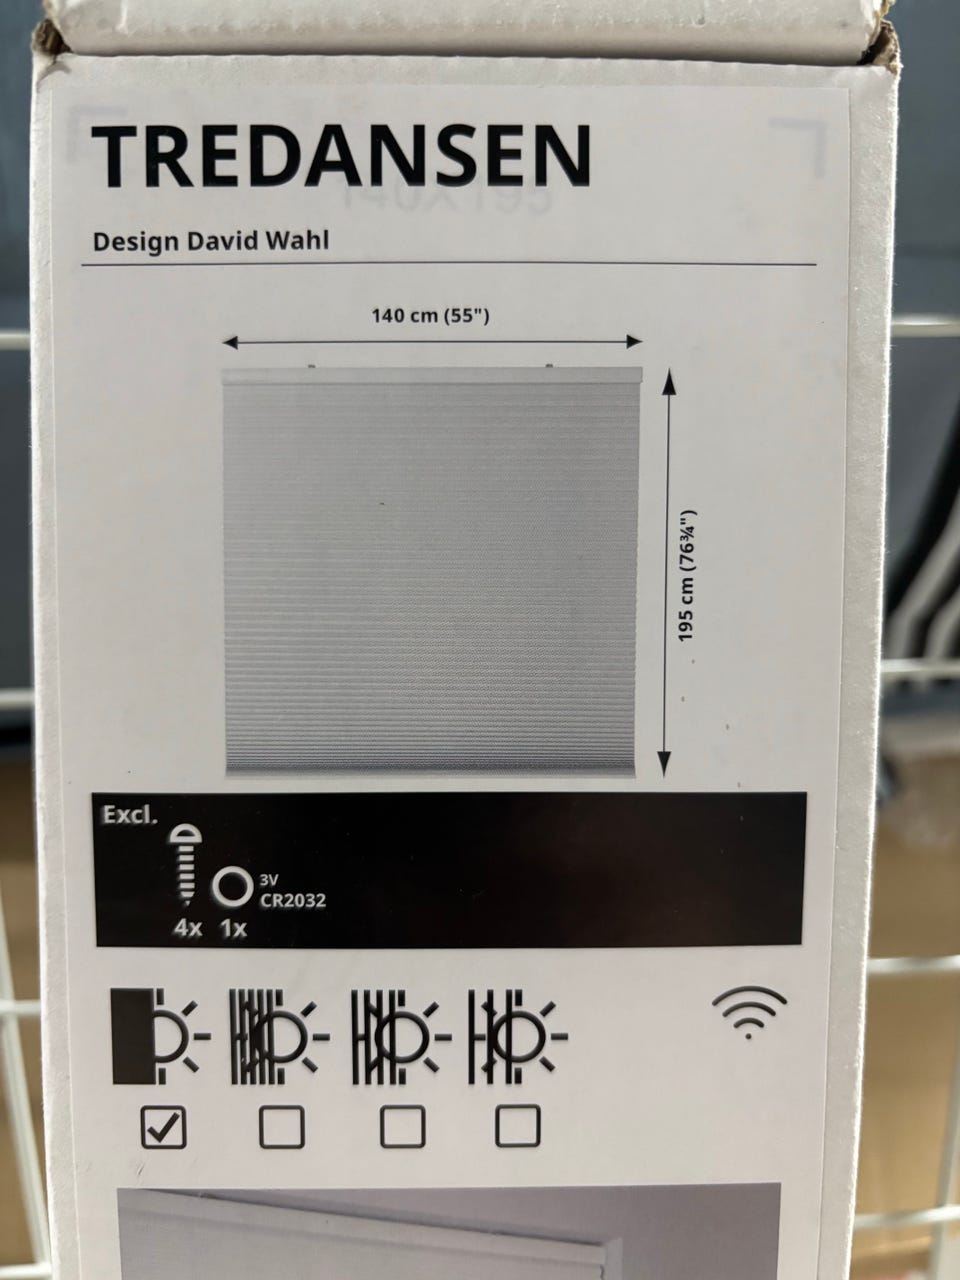 TREDANSEN
Design David Wahl
140 cm (55")
195 cm (76¾")
Excl.
3V
CR2032
4x 1x